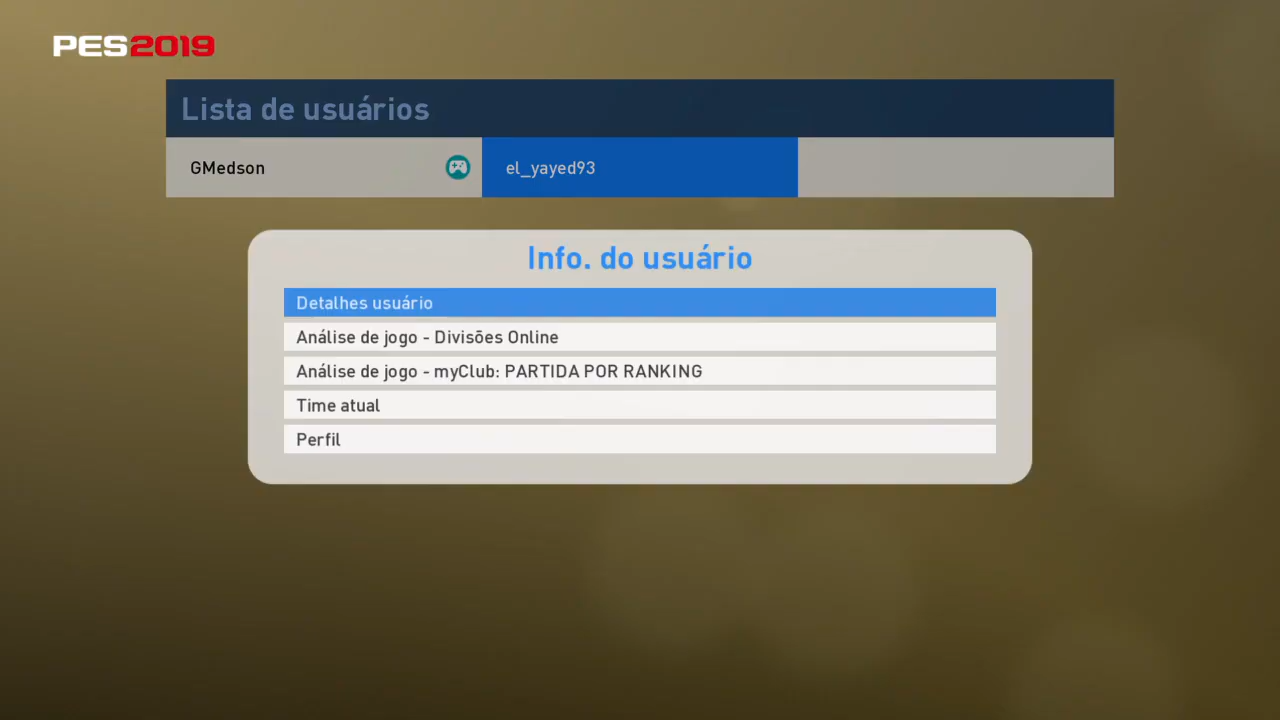 PES2019
Lista de usuários
GMedson
el_yayed93
Info. do usuário
Detalhes usuário
Análise de jogo - Divisões Online
Análise de jogo - myClub: PARTIDA POR RANKING
Time atual
Perfil